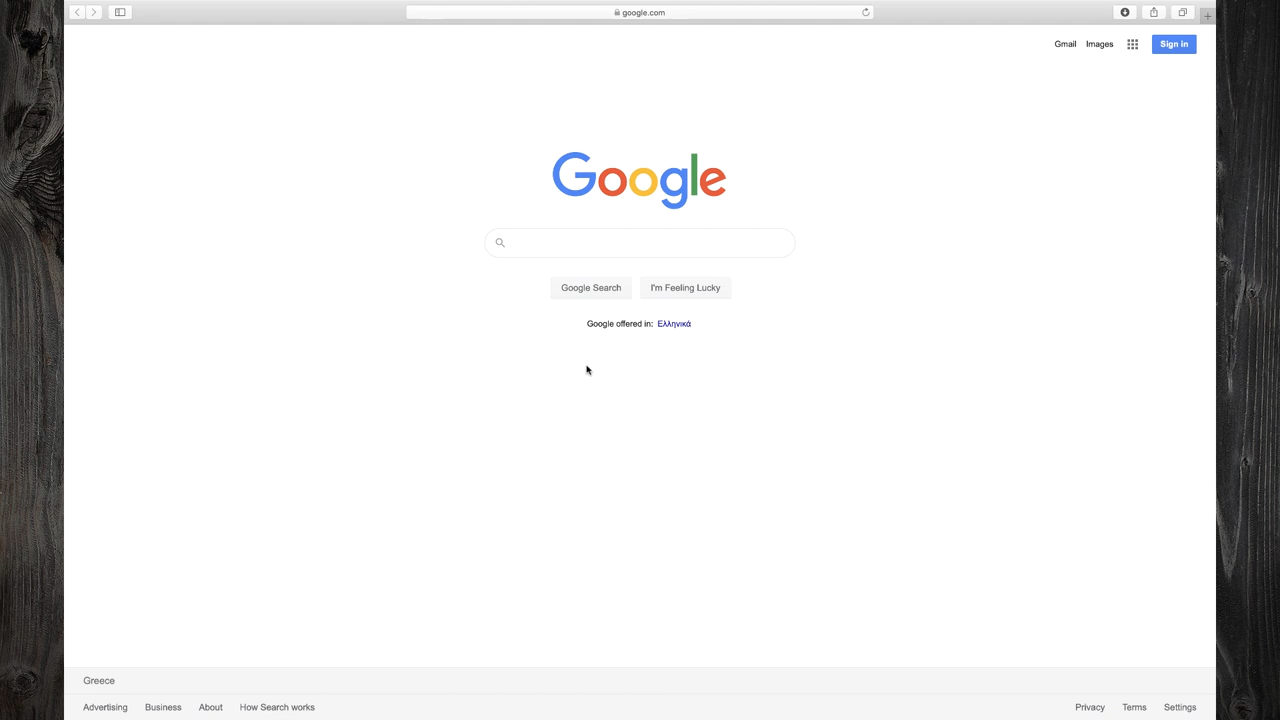 google.com
Gmail Images Sign in
Google
Google Search I'm Feeling Lucky
Google offered in: Ελληνικά
Greece
Advertising Business About How Search works Privacy Terms Settings